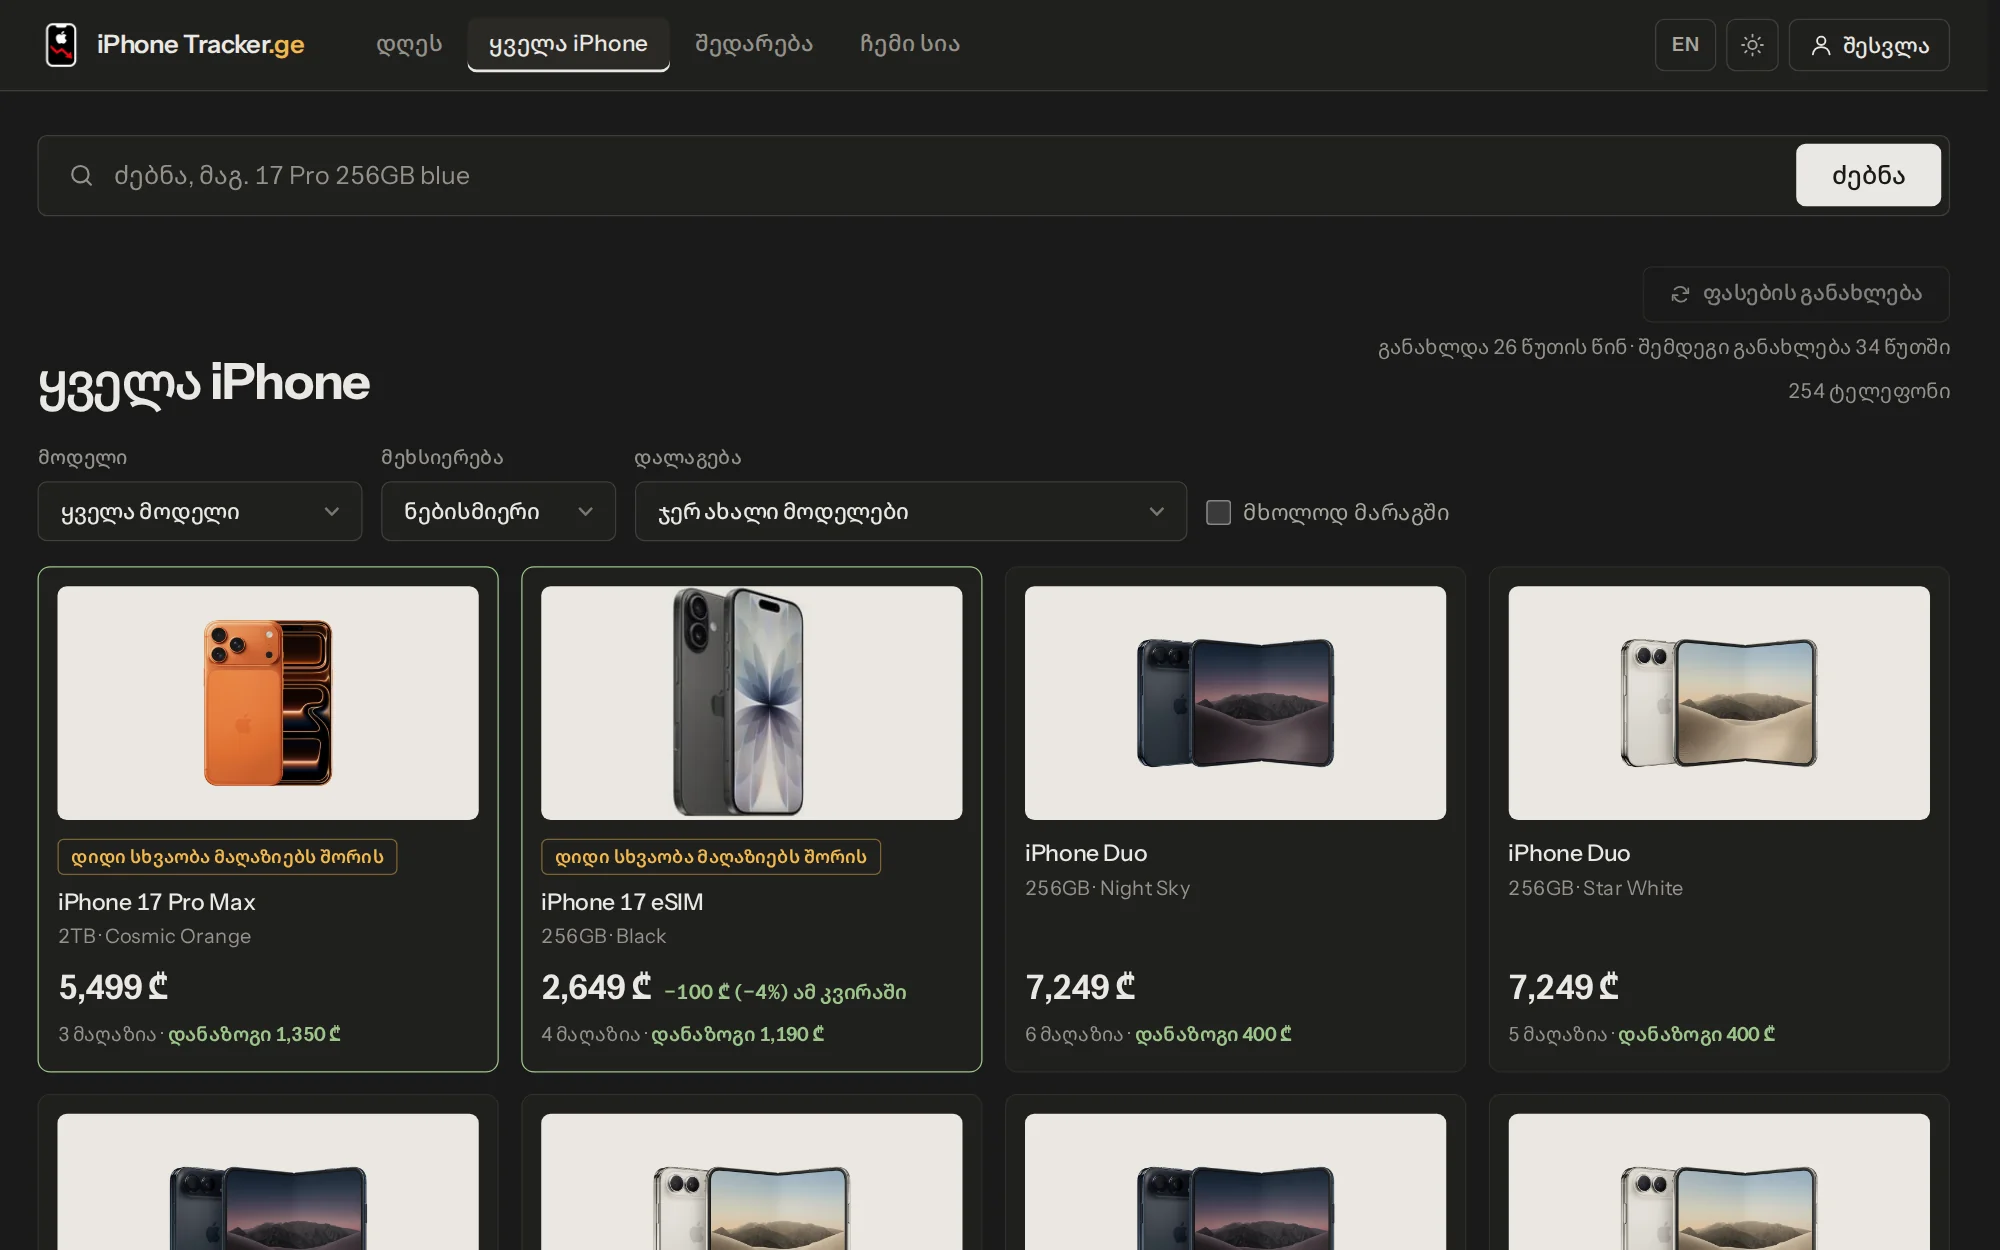 iPhone Tracker.ge
დღეს
ყველა iPhone
შედარება
ჩემი სია
EN
შესვლა
ძებნა, მაგ. 17 Pro 256GB blue
ძებნა
ფასების განახლება
განახლდა 26 წუთის წინ · შემდეგი განახლება 34 წუთში
ყველა iPhone
254 ტელეფონი
მოდელი
მეხსიერება
დალაგება
ყველა მოდელი
ნებისმიერი
ჯერ ახალი მოდელები
მხოლოდ მარაგში
დიდი სხვაობა მაღაზიებს შორის
iPhone 17 Pro Max
2TB · Cosmic Orange
5,499 ₾
3 მაღაზია · დანაზოგი 1,350 ₾
დიდი სხვაობა მაღაზიებს შორის
iPhone 17 eSIM
256GB · Black
2,649 ₾ −100 ₾ (−4%) ამ კვირაში
4 მაღაზია · დანაზოგი 1,190 ₾
iPhone Duo
256GB · Night Sky
7,249 ₾
6 მაღაზია · დანაზოგი 400 ₾
iPhone Duo
256GB · Star White
7,249 ₾
5 მაღაზია · დანაზოგი 400 ₾